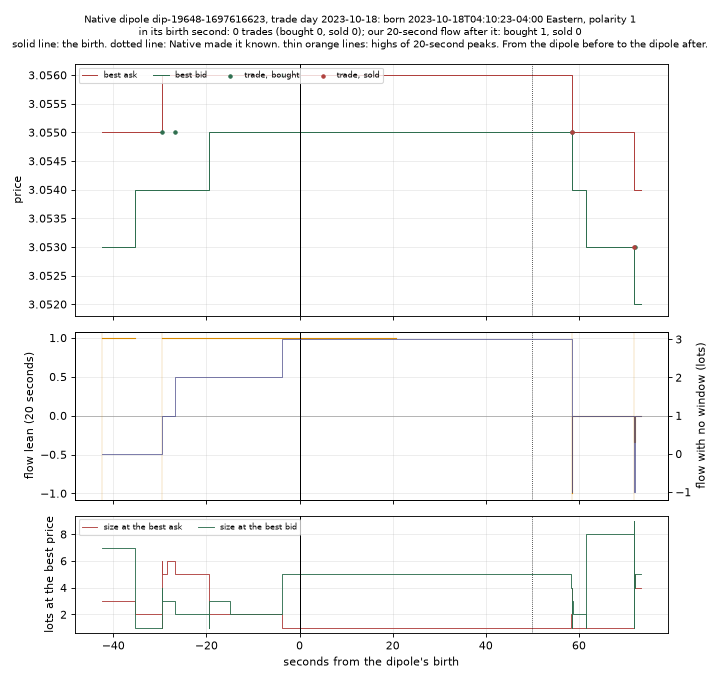 Native dipole dip-19648-1697616623, trade day 2023-10-18: born 2023-10-18T04:10:23-04:00 Eastern, polarity 1
in its birth second: 0 trades (bought 0, sold 0); our 20-second flow after it: bought 1, sold 0
solid line: the birth. dotted line: Native made it known. thin orange lines: highs of 20-second peaks. From the dipole before to the dipole after.
best ask
best bid
trade, bought
trade, sold
3.0560
3.0555
3.0550
3.0545
3.0540
3.0535
3.0530
3.0525
3.0520
price
1.0
0.5
0.0
−0.5
−1.0
flow lean (20 seconds)
3
2
1
0
−1
flow with no window (lots)
size at the best ask
size at the best bid
8
6
4
2
lots at the best price
−40
−20
0
20
40
60
seconds from the dipole's birth